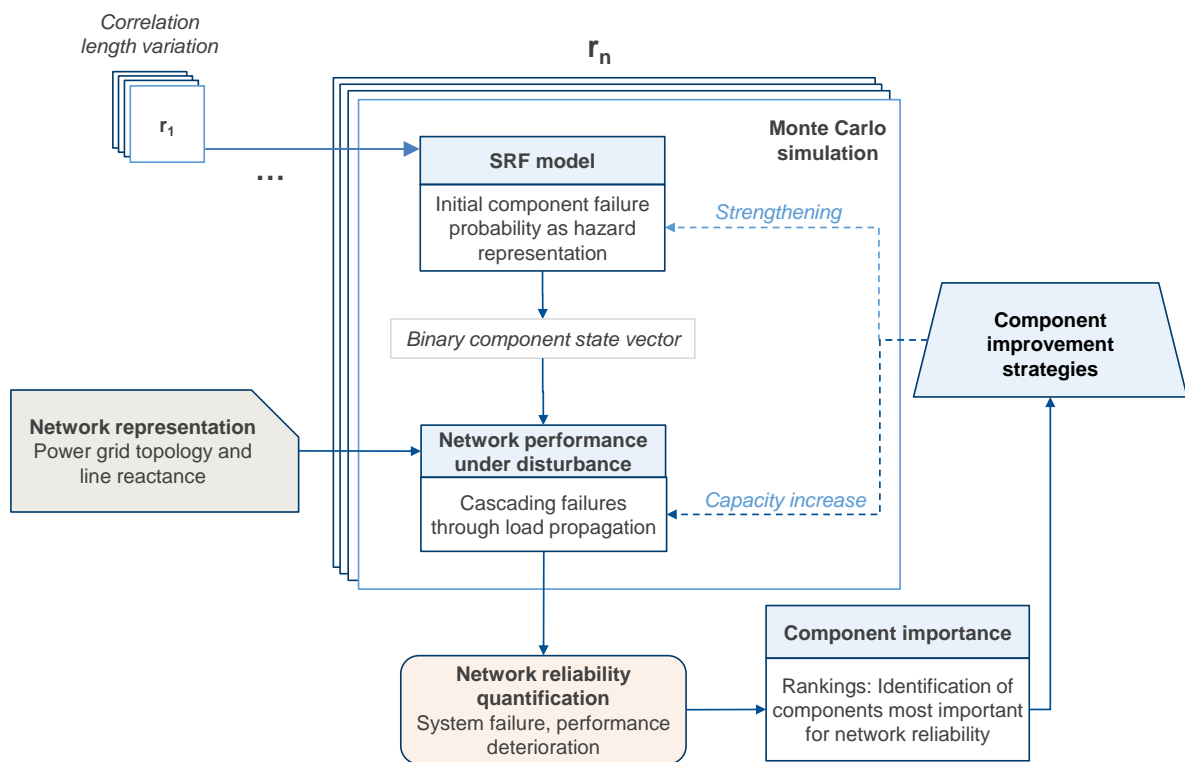 Correlation
length variation
r₁
...
rₙ
Monte Carlo
simulation
SRF model
Initial component failure
probability as hazard
representation
Strengthening
Binary component state vector
Component
improvement
strategies
Network representation
Power grid topology and
line reactance
Network performance
under disturbance
Cascading failures
through load propagation
Capacity increase
Network reliability
quantification
System failure, performance
deterioration
Component importance
Rankings: Identification of
components most important
for network reliability